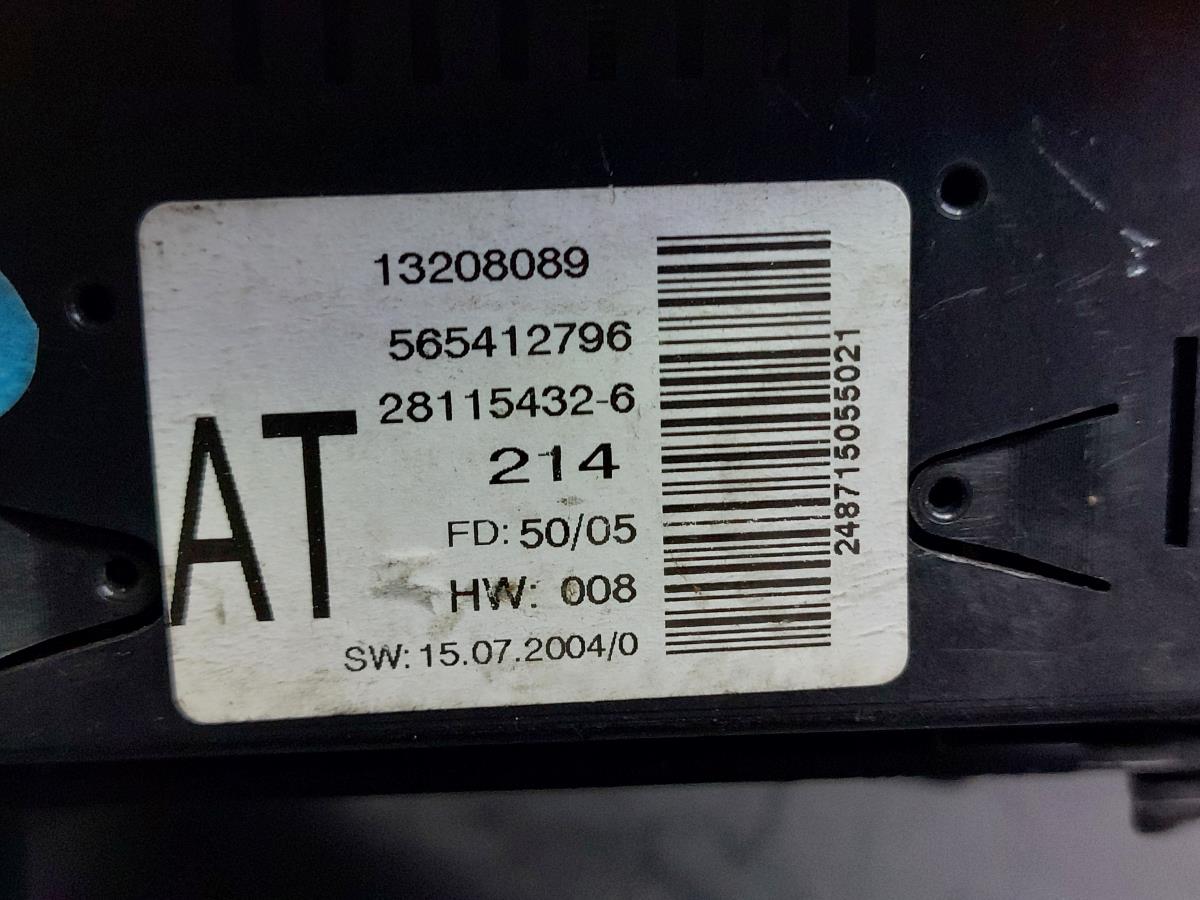 13208089
565412796
28115432-6
AT
214
FD: 50/05
HW: 008
SW: 15.07.2004/0
248715055021